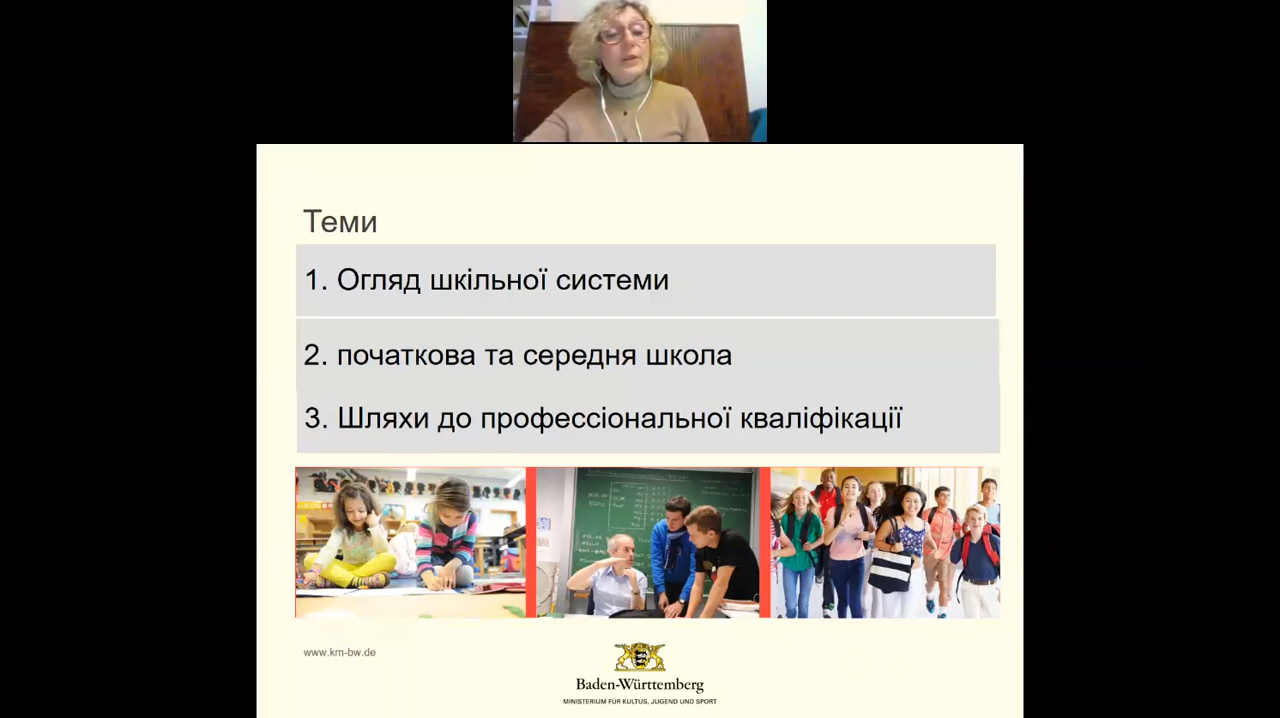 Теми
1. Огляд шкільної системи
2. початкова та середня школа
3. Шляхи до профессіональної кваліфікації
www.km-bw.de
Baden-Württemberg
MINISTERIUM FÜR KULTUS, JUGEND UND SPORT